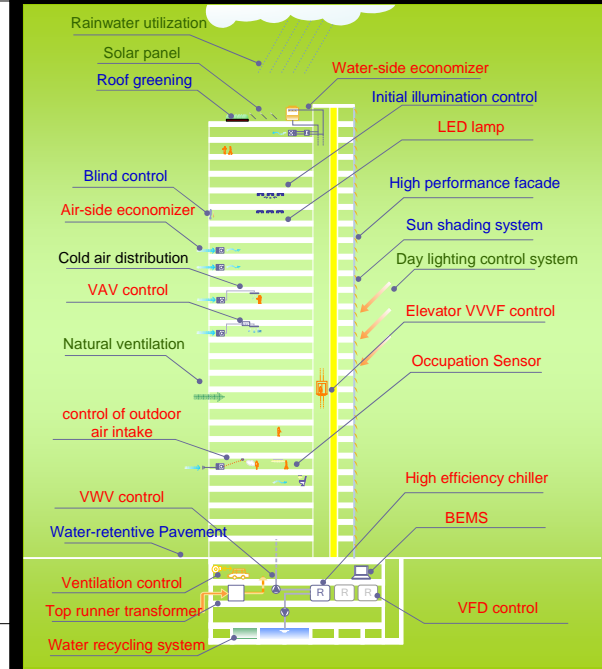 Rainwater utilization
Solar panel
Water-side economizer
Roof greening
Initial illumination control
LED lamp
Blind control
High performance facade
Air-side economizer
Sun shading system
Cold air distribution
Day lighting control system
VAV control
Elevator VVVF control
Natural ventilation
Occupation Sensor
control of outdoor
air intake
High efficiency chiller
VWV control
BEMS
Water-retentive Pavement
Ventilation control
R
R
R
Top runner transformer
VFD control
Water recycling system